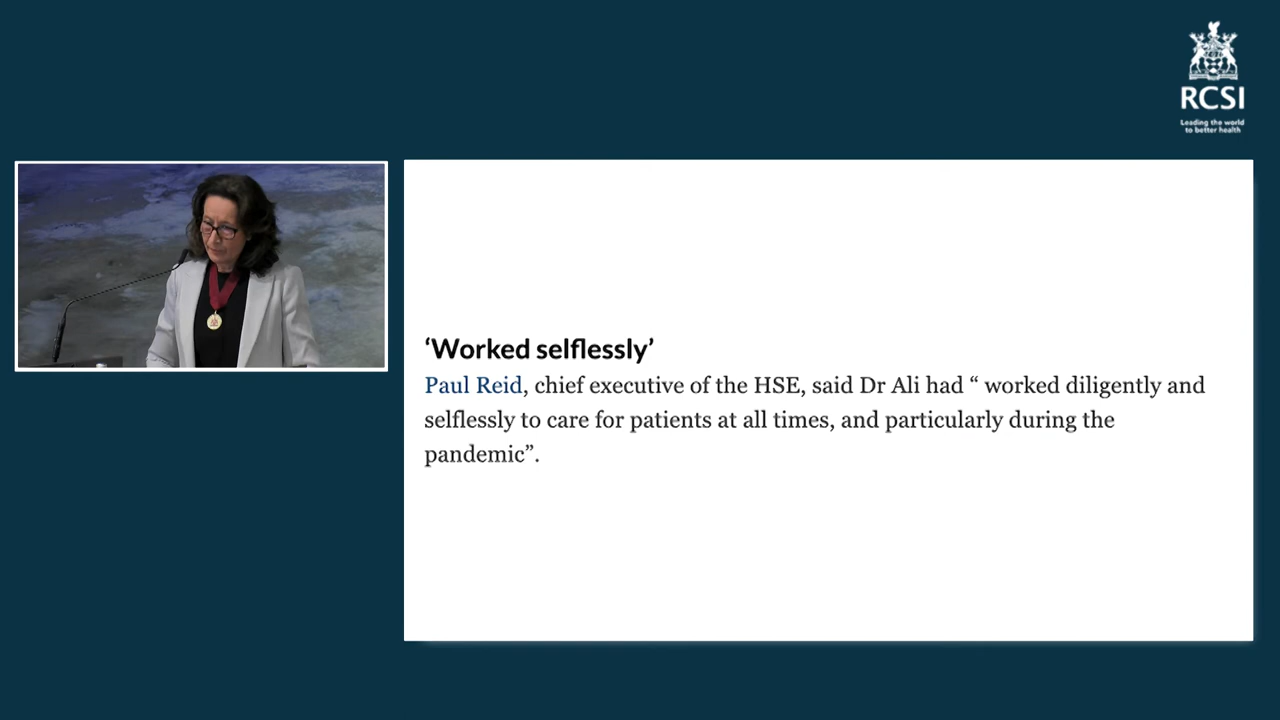 RCSI
Leading the world
to better health
‘Worked selflessly’
Paul Reid, chief executive of the HSE, said Dr Ali had “ worked diligently and
selflessly to care for patients at all times, and particularly during the
pandemic”.